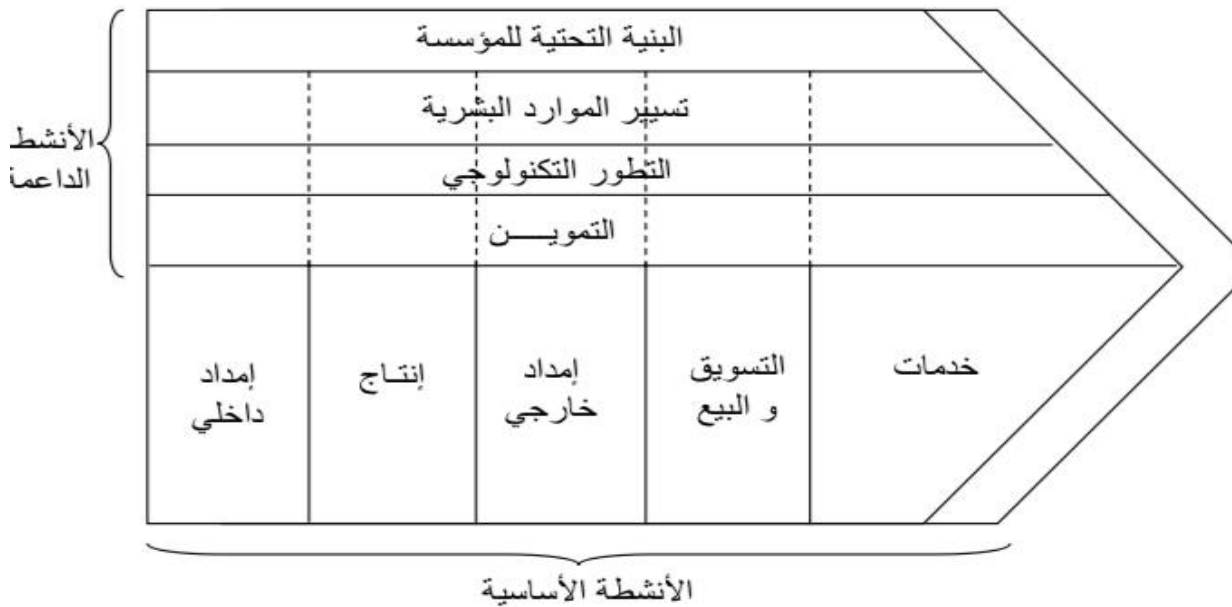 البنية التحتية للمؤسسة
تسيير الموارد البشرية
التطور التكنولوجي
التمويـــــن
الأنشط
الداعمة
خدمات
التسويق
و البيع
إمداد
خارجي
إنتـاج
إمداد
داخلي
الأنشطة الأساسية